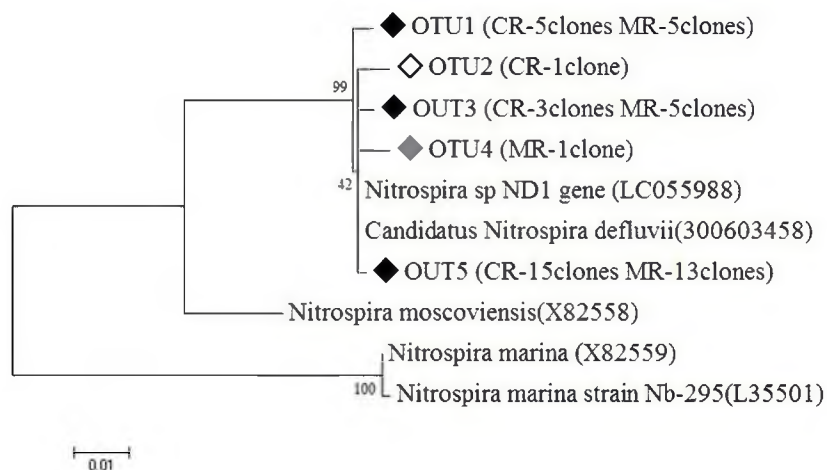 OTU1 (CR-5clones MR-5clones)
OTU2 (CR-1clone)
99
OUT3 (CR-3clones MR-5clones)
OTU4 (MR-1clone)
42
Nitrospira sp ND1 gene (LC055988)
Candidatus Nitrospira defluvii(300603458)
OUT5 (CR-15clones MR-13clones)
Nitrospira moscoviensis(X82558)
Nitrospira marina (X82559)
100
Nitrospira marina strain Nb-295(L35501)
0.01